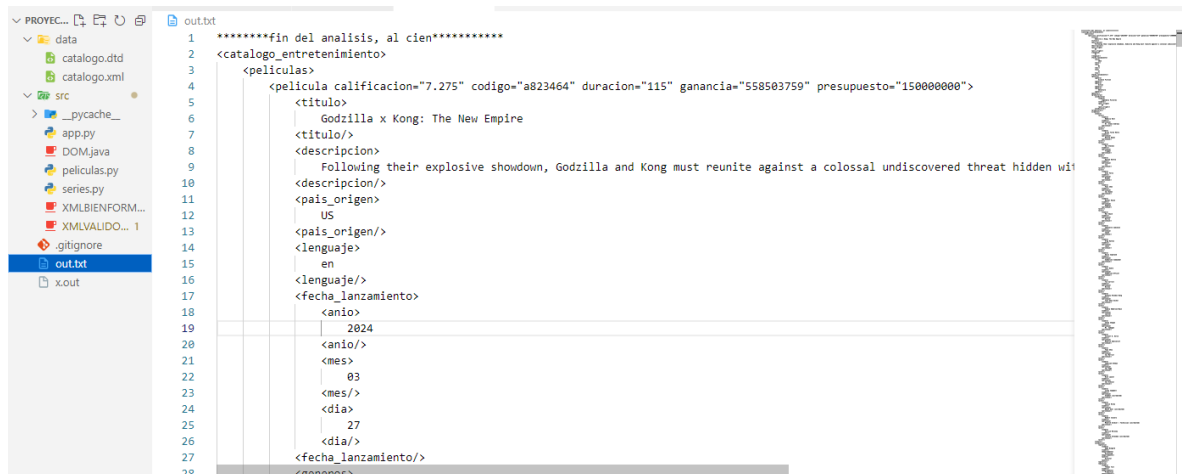 PROYEC...
data
catalogo.dtd
catalogo.xml
src
__pycache__
app.py
DOM.java
peliculas.py
series.py
XMLBIENFORM...
XMLVALIDO... 1
.gitignore
out.txt
x.out
out.txt
1 ********fin del analisis, al cien***********
2 <catalogo_entretenimiento>
3 <peliculas>
4 <pelicula calificacion="7.275" codigo="a823464" duracion="115" ganancia="558503759" presupuesto="150000000">
5 <titulo>
6 Godzilla x Kong: The New Empire
7 <titulo/>
8 <descripcion>
9 Following their explosive showdown, Godzilla and Kong must reunite against a colossal undiscovered threat hidden wit
10 <descripcion/>
11 <pais_origen>
12 US
13 <pais_origen/>
14 <lenguaje>
15 en
16 <lenguaje/>
17 <fecha_lanzamiento>
18 <anio>
19 2024
20 <anio/>
21 <mes>
22 03
23 <mes/>
24 <dia>
25 27
26 <dia/>
27 <fecha_lanzamiento/>
28 <generos>